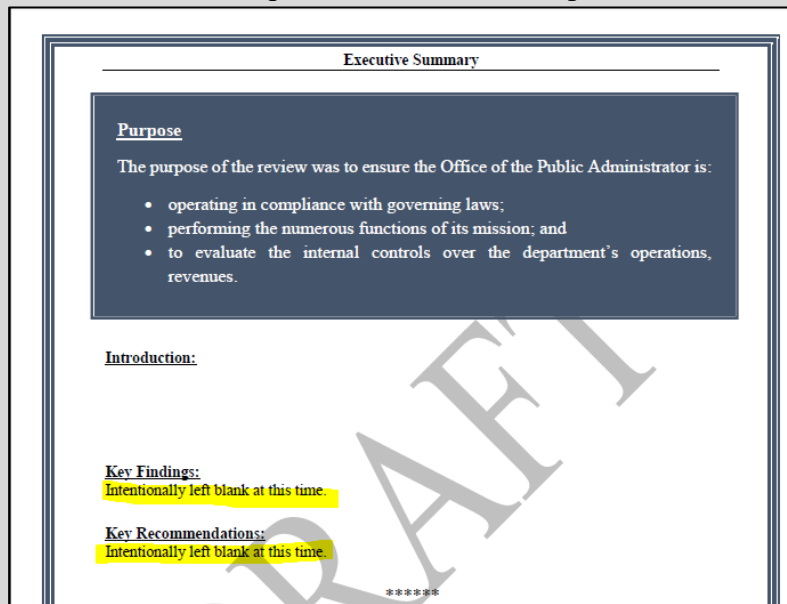 Executive Summary
Purpose
The purpose of the review was to ensure the Office of the Public Administrator is:
• operating in compliance with governing laws;
• performing the numerous functions of its mission; and
• to evaluate the internal controls over the department's operations,
revenues.
Introduction:
Key Findings:
Intentionally left blank at this time.
Key Recommendations:
Intentionally left blank at this time.
******
DRAFT